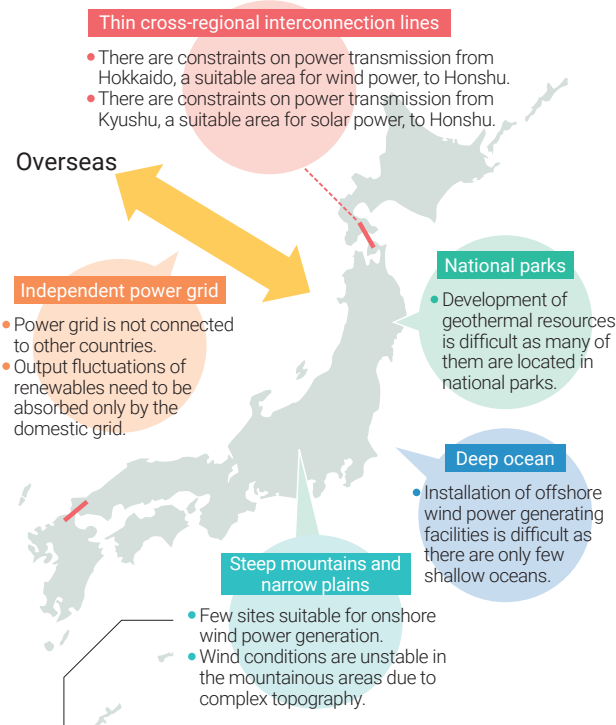 Thin cross-regional interconnection lines
• There are constraints on power transmission from
Hokkaido, a suitable area for wind power, to Honshu.
• There are constraints on power transmission from
Kyushu, a suitable area for solar power, to Honshu.
Overseas
Independent power grid
• Power grid is not connected
to other countries.
• Output fluctuations of
renewables need to be
absorbed only by the
domestic grid.
National parks
• Development of
geothermal resources
is difficult as many of
them are located in
national parks.
Deep ocean
• Installation of offshore
wind power generating
facilities is difficult as
there are only few
shallow oceans.
Steep mountains and
narrow plains
• Few sites suitable for onshore
wind power generation.
• Wind conditions are unstable in
the mountainous areas due to
complex topography.